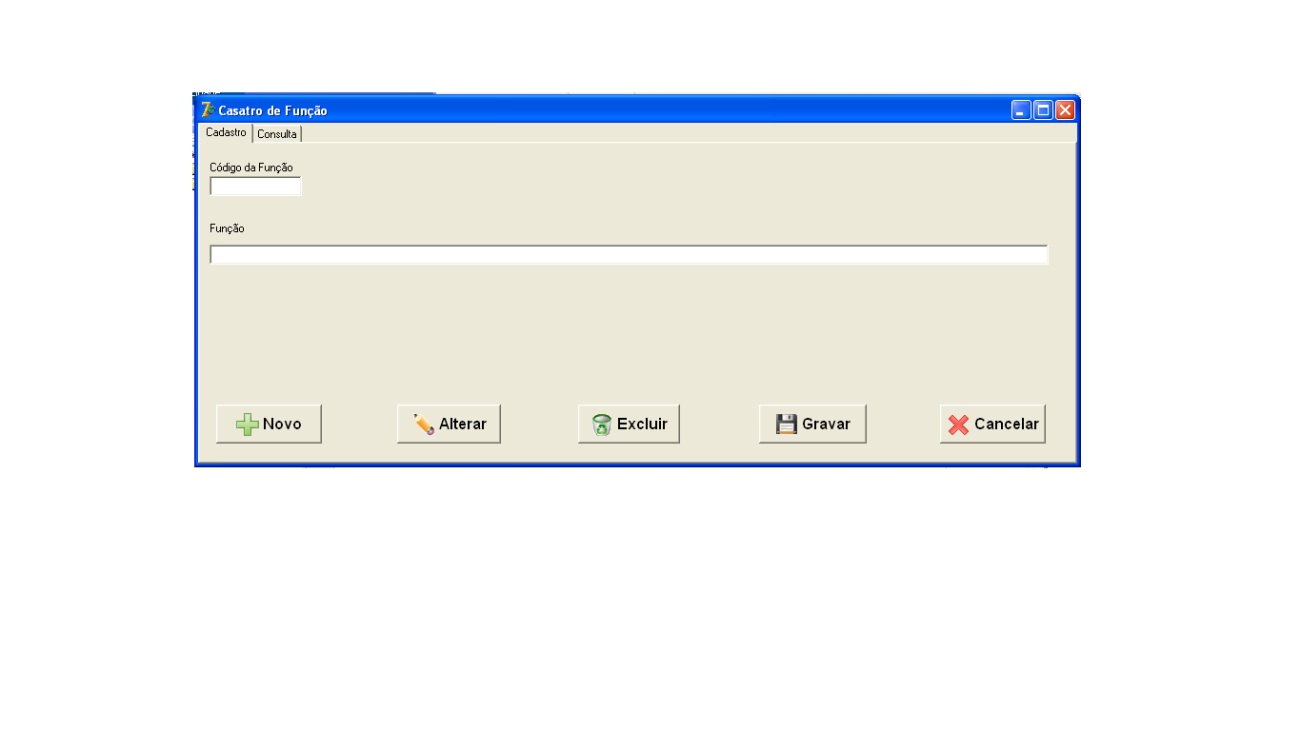 Casatro de Função
Cadastro Consulta
Código da Função
Função
Novo Alterar Excluir Gravar Cancelar